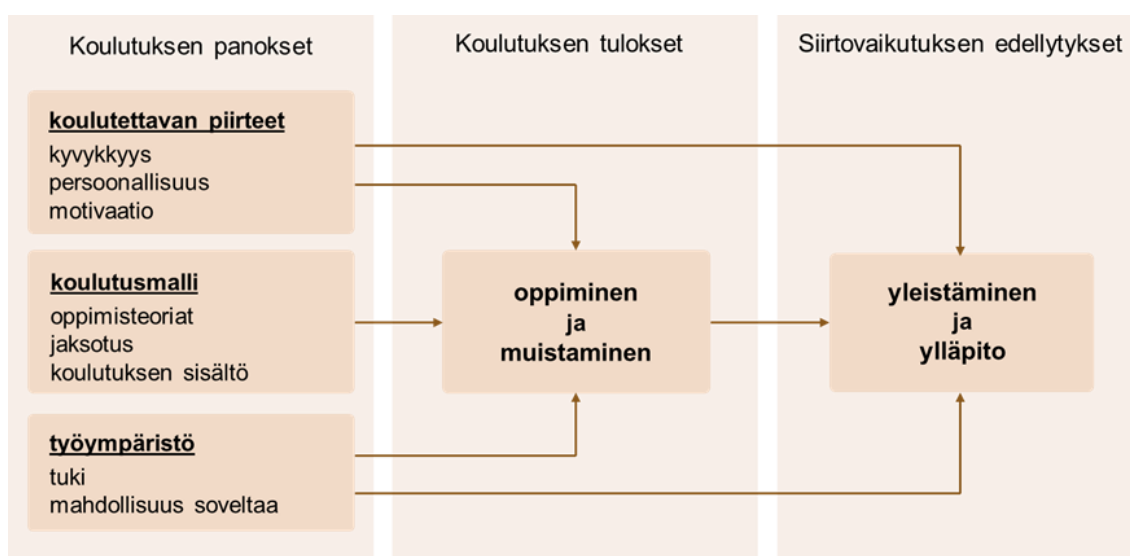 Koulutuksen panokset
koulutettavan piirteet
kyvykkyys
persoonallisuus
motivaatio
koulutusmalli
oppimisteoriat
jaksotus
koulutuksen sisältö
työympäristö
tuki
mahdollisuus soveltaa
Koulutuksen tulokset
oppiminen
ja
muistaminen
Siirtovaikutuksen edellytykset
yleistäminen
ja
ylläpito